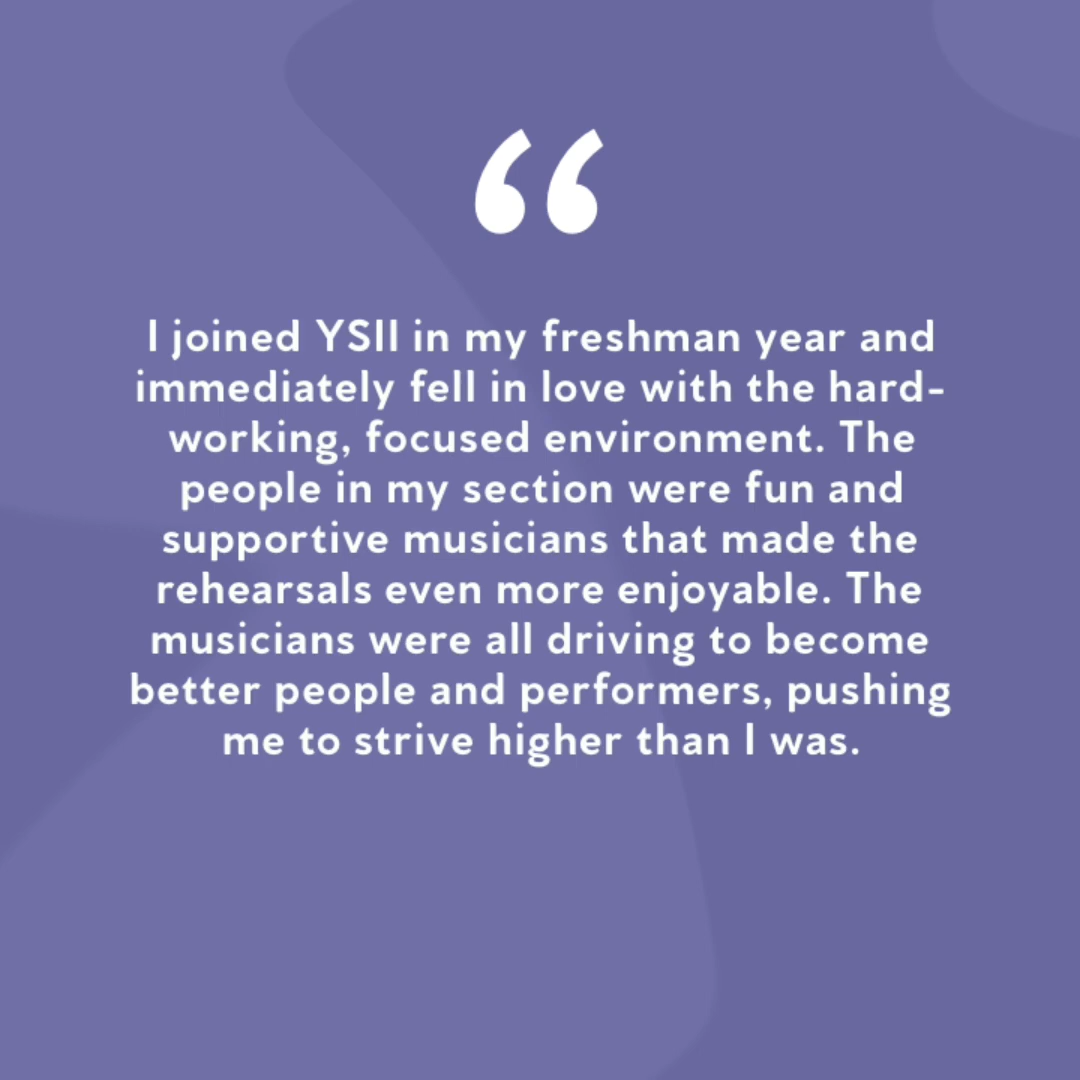 “
I joined YSII in my freshman year and
immediately fell in love with the hard-
working, focused environment. The
people in my section were fun and
supportive musicians that made the
rehearsals even more enjoyable. The
musicians were all driving to become
better people and performers, pushing
me to strive higher than I was.